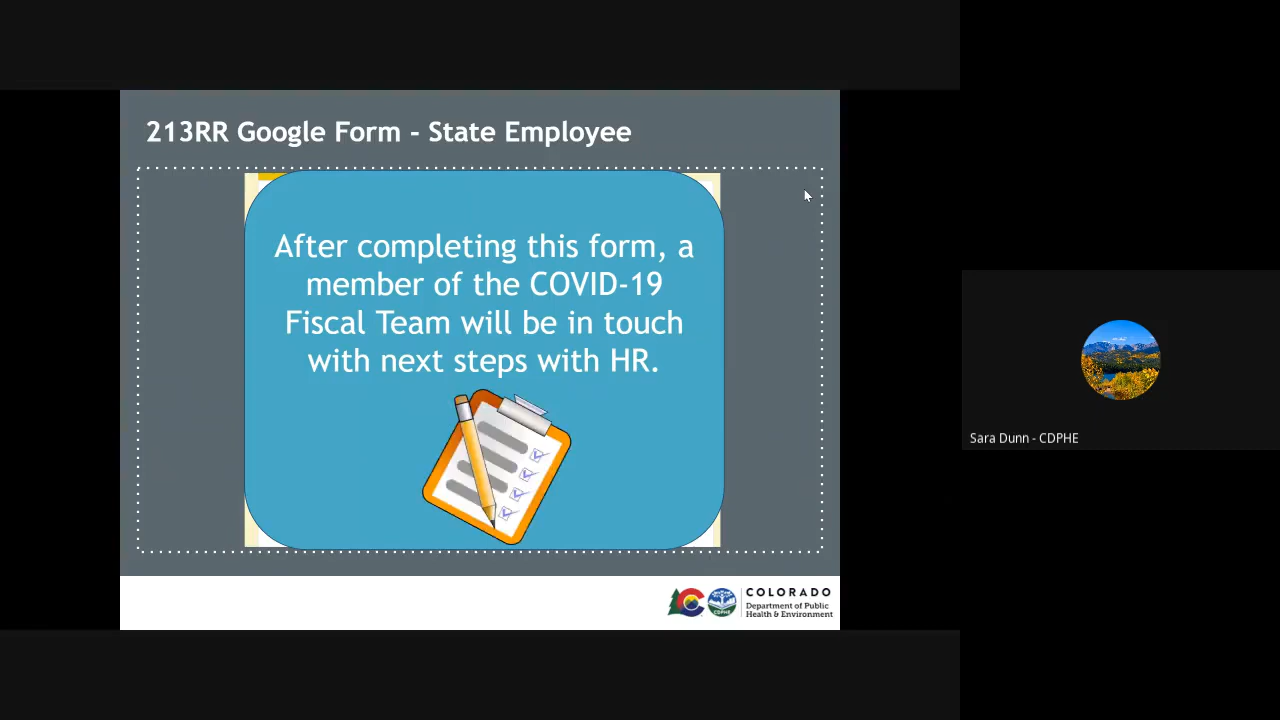 213RR Google Form - State Employee
After completing this form, a
member of the COVID-19
Fiscal Team will be in touch
with next steps with HR.
COLORADO
Department of Public
Health & Environment
CDPHE
Sara Dunn - CDPHE